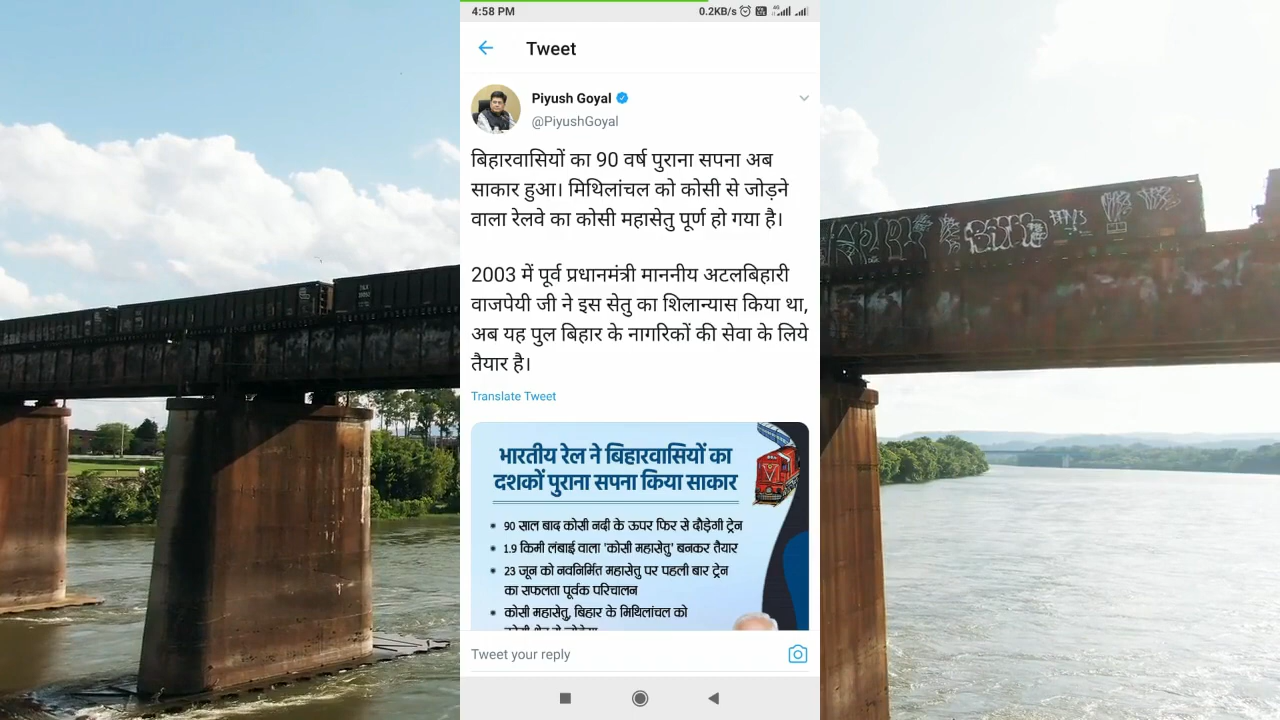 4:58 PM
0.2KB/s
4G
Tweet
Piyush Goyal
@PiyushGoyal
बिहारवासियों का 90 वर्ष पुराना सपना अब
साकार हुआ। मिथिलांचल को कोसी से जोड़ने
वाला रेलवे का कोसी महासेतु पूर्ण हो गया है।
2003 में पूर्व प्रधानमंत्री माननीय अटलबिहारी
वाजपेयी जी ने इस सेतु का शिलान्यास किया था,
अब यह पुल बिहार के नागरिकों की सेवा के लिये
तैयार है।
Translate Tweet
भारतीय रेल ने बिहारवासियों का
दशकों पुराना सपना किया साकार
90 साल बाद कोसी नदी के ऊपर फिर से दौड़ेगी ट्रेन
1.9 किमी लंबाई वाला 'कोसी महासेतु' बनकर तैयार
23 जून को नवनिर्मित महासेतु पर पहली बार ट्रेन
का सफलता पूर्वक परिचालन
कोसी महासेतु, बिहार के मिथिलांचल को
Tweet your reply